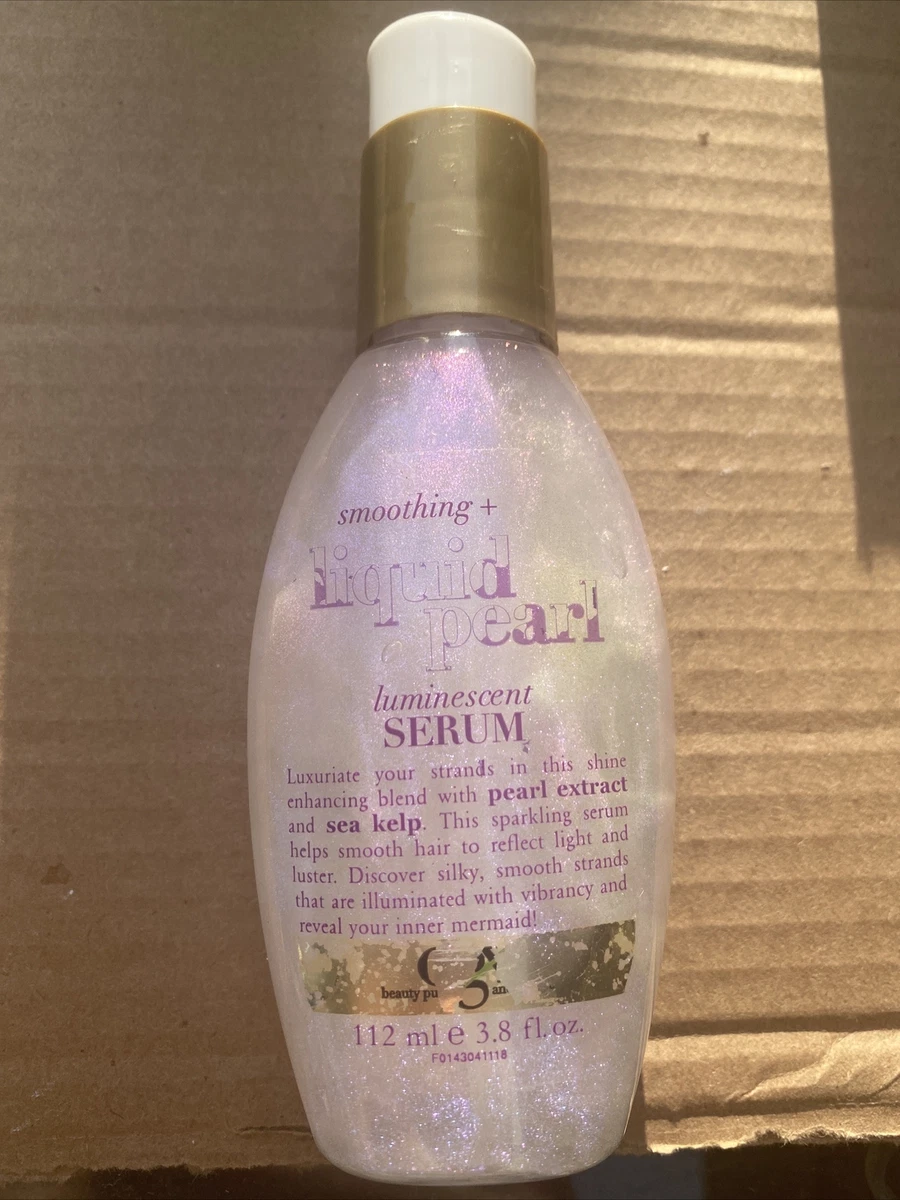 smoothing +
liquid
pearl
luminescent
SERUM
Luxuriate your strands in this shine
enhancing blend with pearl extract
and sea kelp. This sparkling serum
helps smooth hair to reflect light and
luster. Discover silky, smooth strands
that are illuminated with vibrancy and
reveal your inner mermaid!
beauty pu
112 ml e 3.8 fl.oz.
F0143041118